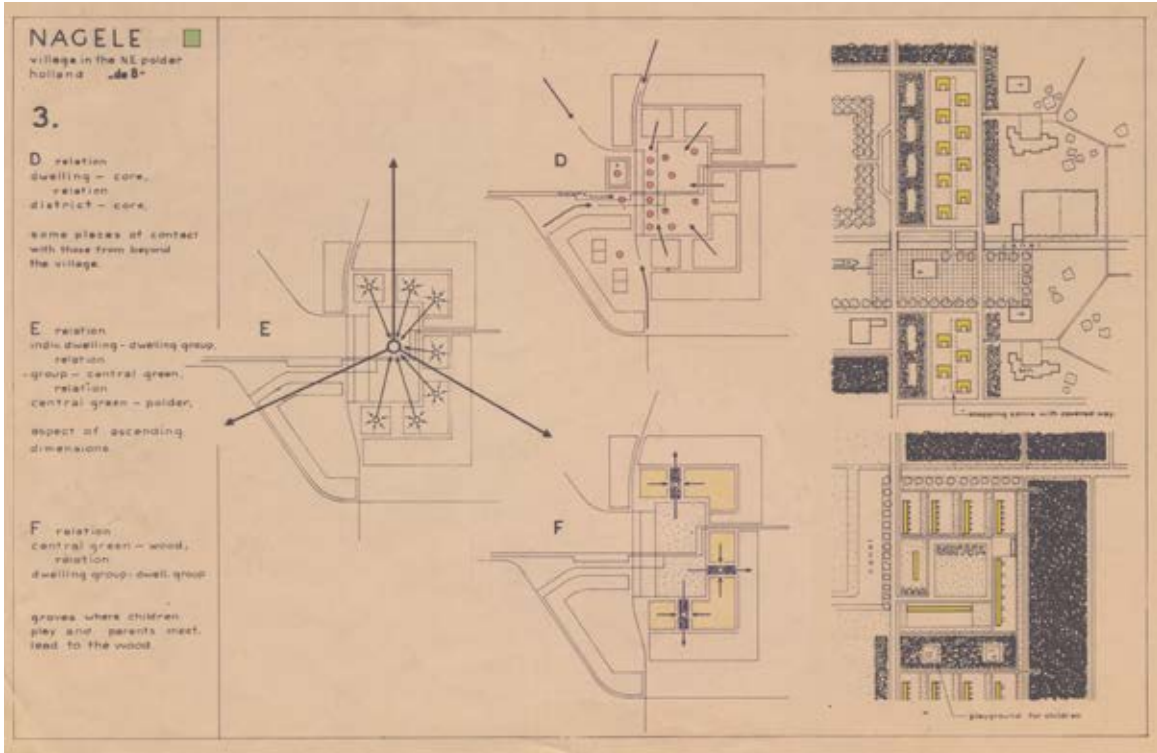 NAGELE
village in the NE polder
holland „de 8"
3.
D relation
dwelling – core,
relation
district – core,
some places of contact
with those from beyond
the village.
E relation
indiv. dwelling – dwelling group,
relation
group – central green,
relation
central green – polder,
aspect of ascending
dimensions
F relation
central green – wood,
relation
dwelling group – dwell. group
groves where children
play and parents meet,
lead to the wood.
E
D
F
shopping centre with covered way
canal
playground for children